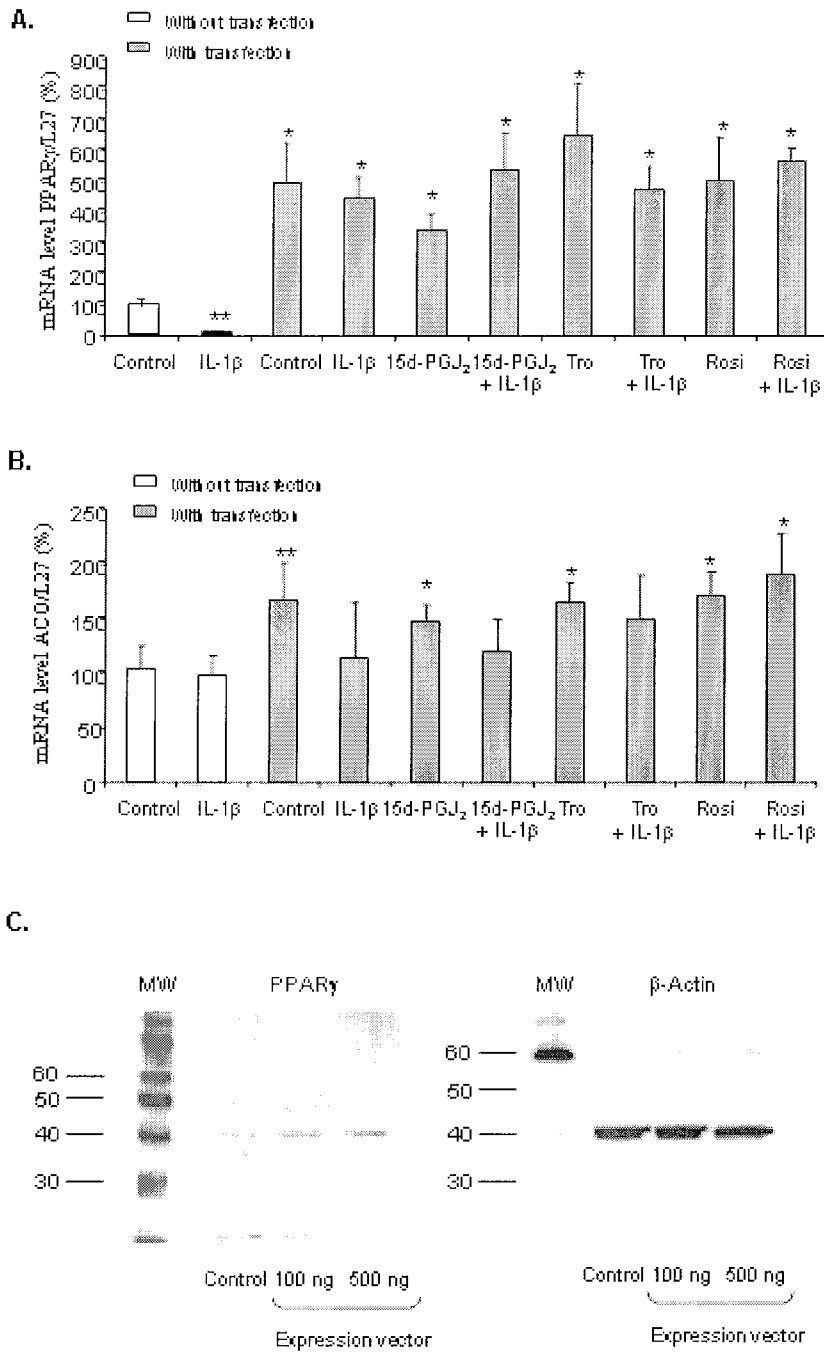 A.
Without transfection
With transfection
mRNA level PPARγ/L27 (%)
900
800
700
600
500
400
300
200
100
0
**
*
*
*
*
*
*
*
*
Control IL-1β Control IL-1β 15d-PGJ₂ 15d-PGJ₂ + IL-1β Tro Tro + IL-1β Rosi Rosi + IL-1β
B.
Without transfection
With transfection
mRNA level ACO/L27 (%)
250
200
150
100
50
0
**
*
*
*
*
Control IL-1β Control IL-1β 15d-PGJ₂ 15d-PGJ₂ + IL-1β Tro Tro + IL-1β Rosi Rosi + IL-1β
C.
MW PPARγ
60
50
40
30
Control 100 ng 500 ng
Expression vector
MW β-Actin
60
50
40
30
Control 100 ng 500 ng
Expression vector